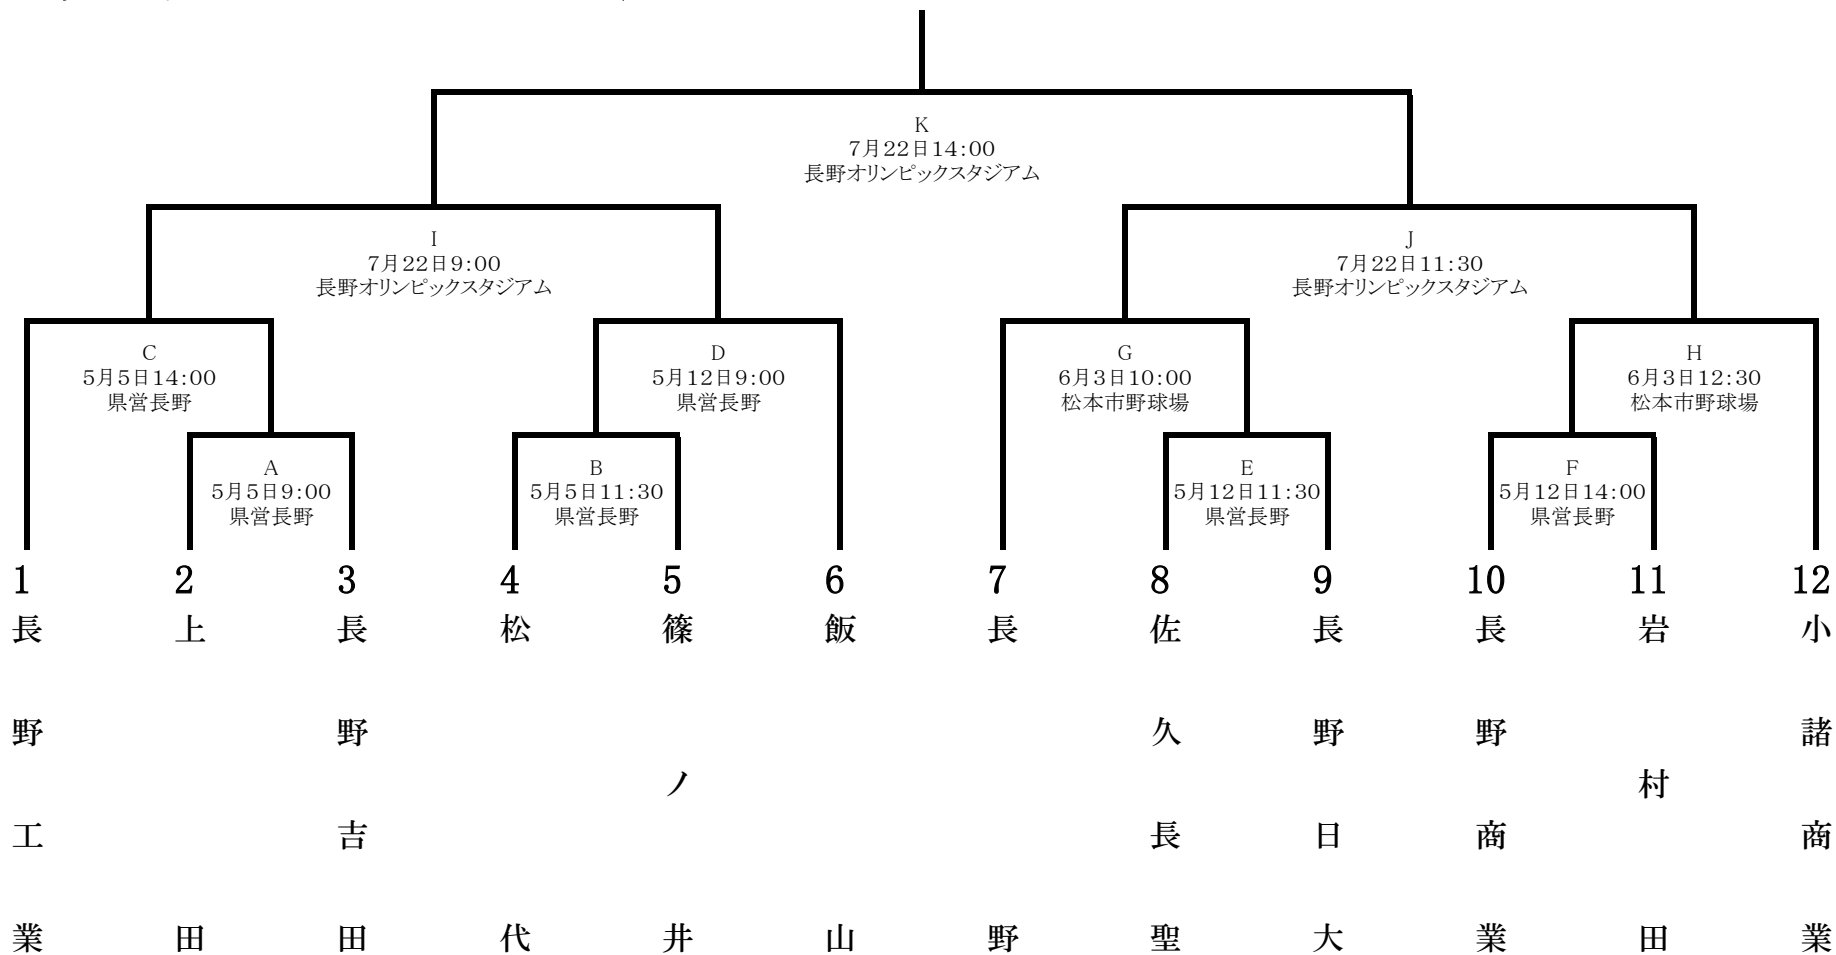 K
7月22日14:00
長野オリンピックスタジアム
I
7月22日9:00
長野オリンピックスタジアム
J
7月22日11:30
長野オリンピックスタジアム
C
5月5日14:00
県営長野
D
5月12日9:00
県営長野
G
6月3日10:00
松本市野球場
H
6月3日12:30
松本市野球場
A
5月5日9:00
県営長野
B
5月5日11:30
県営長野
E
5月12日11:30
県営長野
F
5月12日14:00
県営長野
1
長野工業
2
上田
3
長野吉田
4
松代
5
篠ノ井
6
飯山
7
長野
8
佐久長聖
9
長野日大
10
長野商業
11
岩村田
12
小諸商業